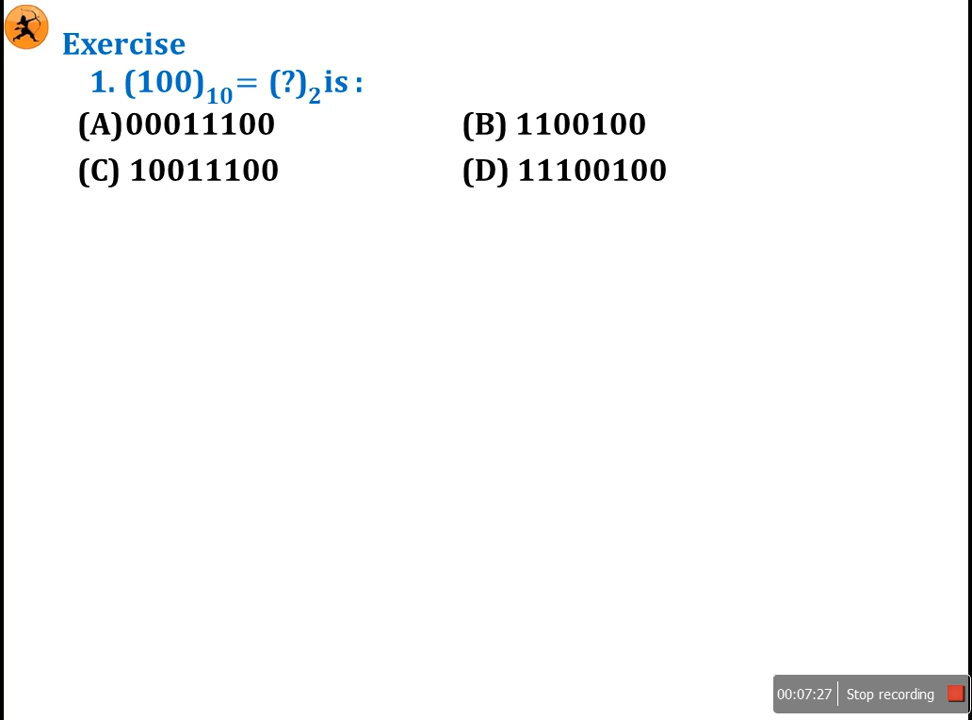 Exercise
1. (100)₁₀ = (?)₂ is :
(A)00011100 (B) 1100100
(C) 10011100 (D) 11100100
00:07:27 Stop recording